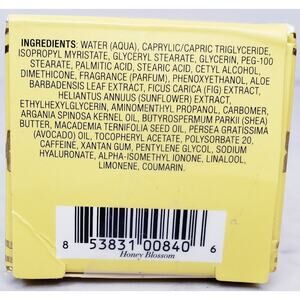 INGREDIENTS: WATER (AQUA), CAPRYLIC/CAPRIC TRIGLYCERIDE,
ISOPROPYL MYRISTATE, GLYCERYL STEARATE, GLYCERIN, PEG-100
STEARATE, PALMITIC ACID, STEARIC ACID, CETYL ALCOHOL,
DIMETHICONE, FRAGRANCE (PARFUM), PHENOXYETHANOL, ALOE
BARBADENSIS LEAF EXTRACT, FICUS CARICA (FIG) EXTRACT,
HELIANTUS ANNUUS (SUNFLOWER) EXTRACT,
ETHYLHEXYLGLYCERIN, AMINOMETHYL PROPANOL, CARBOMER,
ARGANIA SPINOSA KERNEL OIL, BUTYROSPERMUM PARKII (SHEA)
BUTTER, MACADEMIA TERNIFOLIA SEED OIL, PERSEA GRATISSIMA
(AVOCADO) OIL, TOCOPHERYL ACETATE, POLYSORBATE 20,
CAFFEINE, XANTAN GUM, PENTYLENE GLYCOL, SODIUM
HYALURONATE, ALPHA-ISOMETHYL IONONE, LINALOOL,
LIMONENE, COUMARIN.
8 53831 00840 6
Honey Blossom